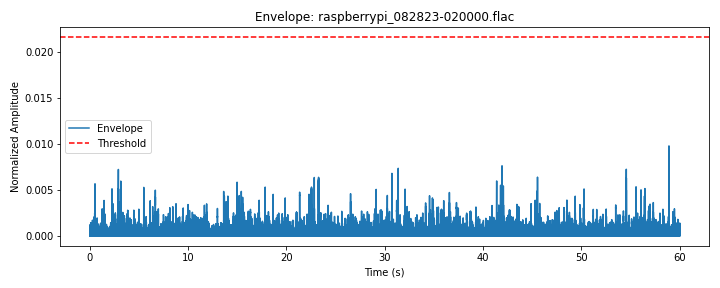 Envelope: raspberrypi_082823-020000.flac
Normalized Amplitude
0.020
0.015
0.010
0.005
0.000
Envelope
Threshold
0
10
20
30
40
50
60
Time (s)